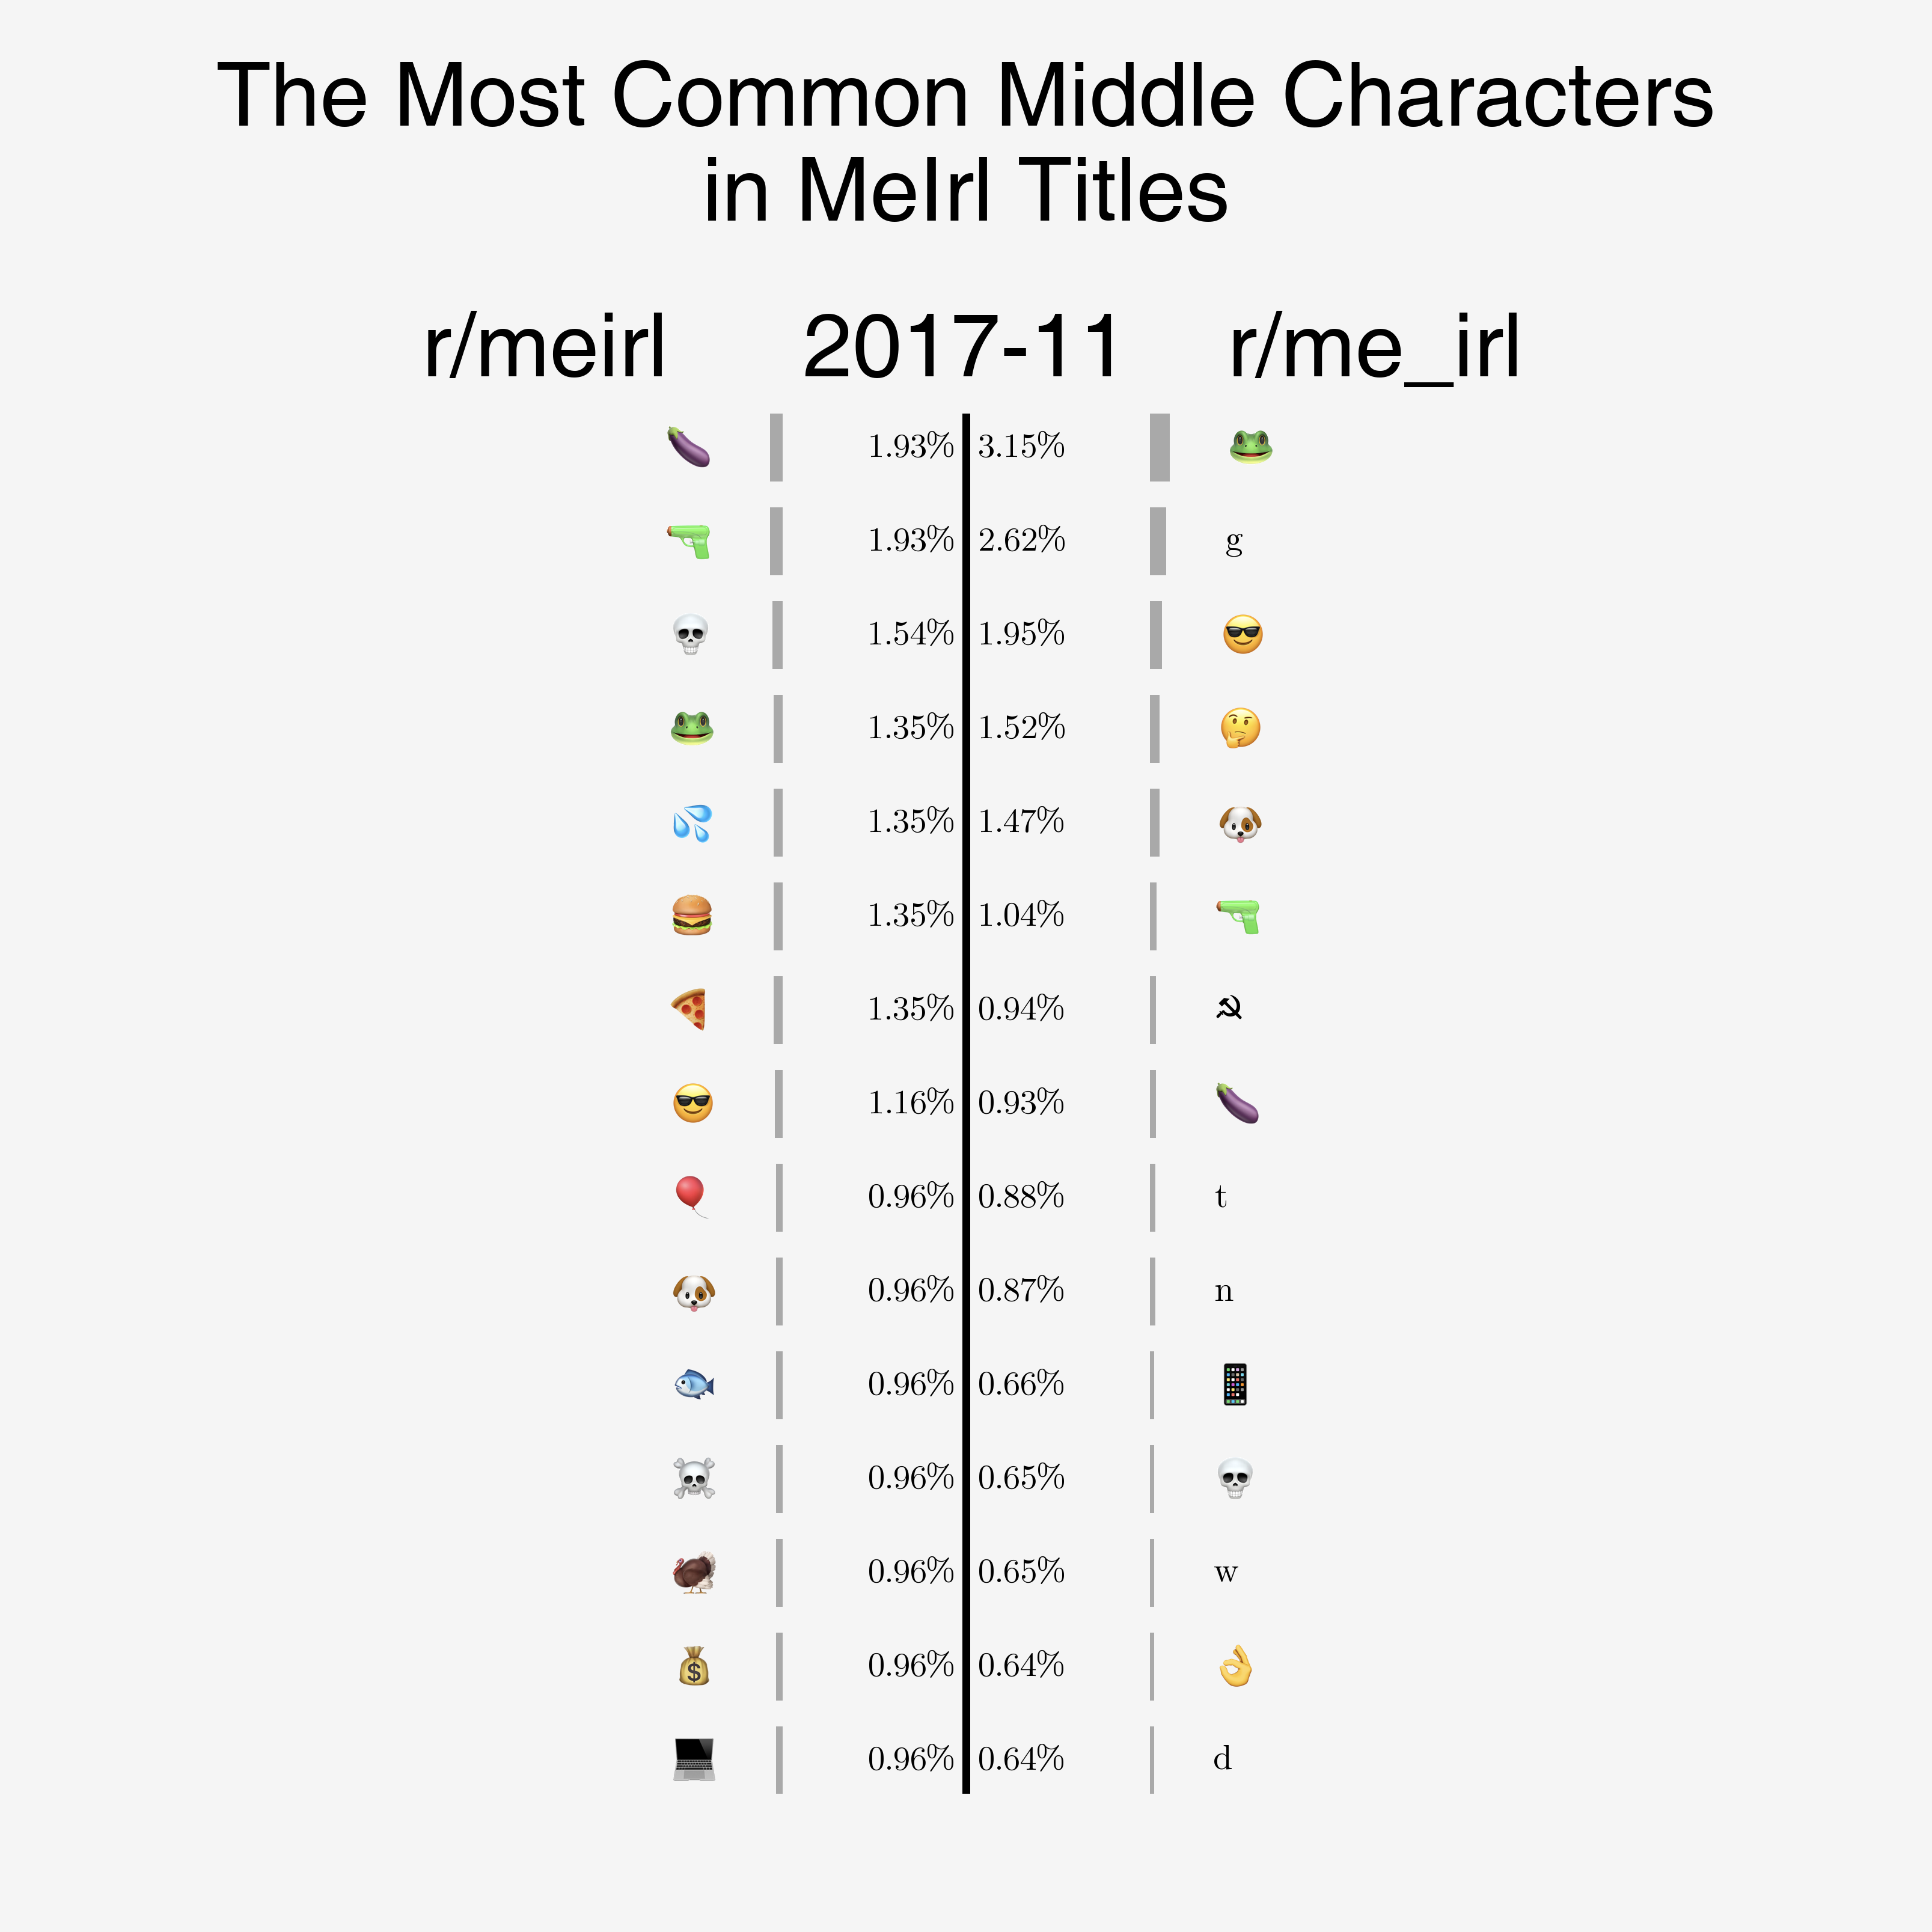 The Most Common Middle Characters
in MeIrl Titles
r/meirl 2017-11 r/me_irl
🍆 1.93% 3.15% 🐸
🔫 1.93% 2.62% g
💀 1.54% 1.95% 😎
🐸 1.35% 1.52% 🤔
💦 1.35% 1.47% 🐶
🍔 1.35% 1.04% 🔫
🍕 1.35% 0.94% ☭
😎 1.16% 0.93% 🍆
🎈 0.96% 0.88% t
🐶 0.96% 0.87% n
🐟 0.96% 0.66% 📱
☠️ 0.96% 0.65% 💀
🦃 0.96% 0.65% w
💰 0.96% 0.64% 👌
💻 0.96% 0.64% d